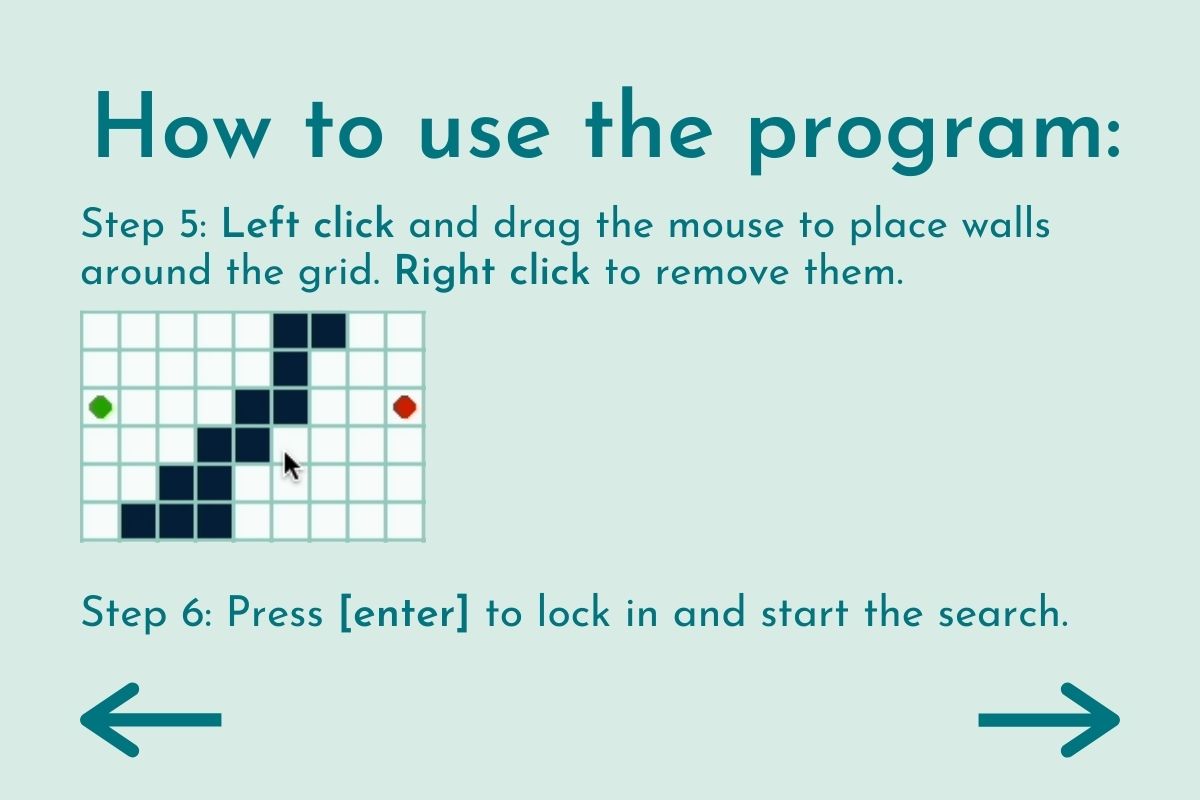 How to use the program:
Step 5: Left click and drag the mouse to place walls
around the grid. Right click to remove them.
Step 6: Press [enter] to lock in and start the search.